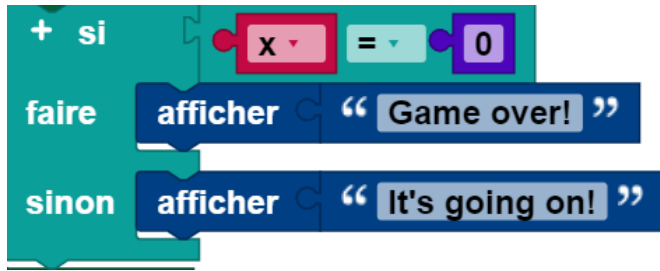 + si x = 0
faire afficher “ Game over! ”
sinon afficher “ It's going on! ”